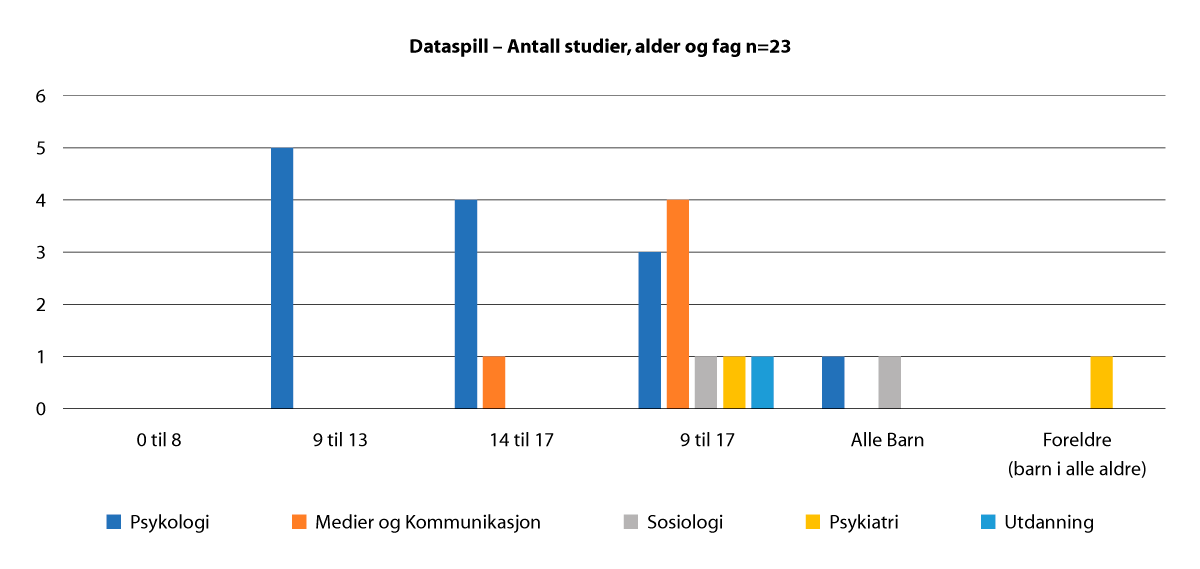 Dataspill – Antall studier, alder og fag n=23
6
5
4
3
2
1
0
0 til 8
9 til 13
14 til 17
9 til 17
Alle Barn
Foreldre
(barn i alle aldre)
Psykologi
Medier og Kommunikasjon
Sosiologi
Psykiatri
Utdanning